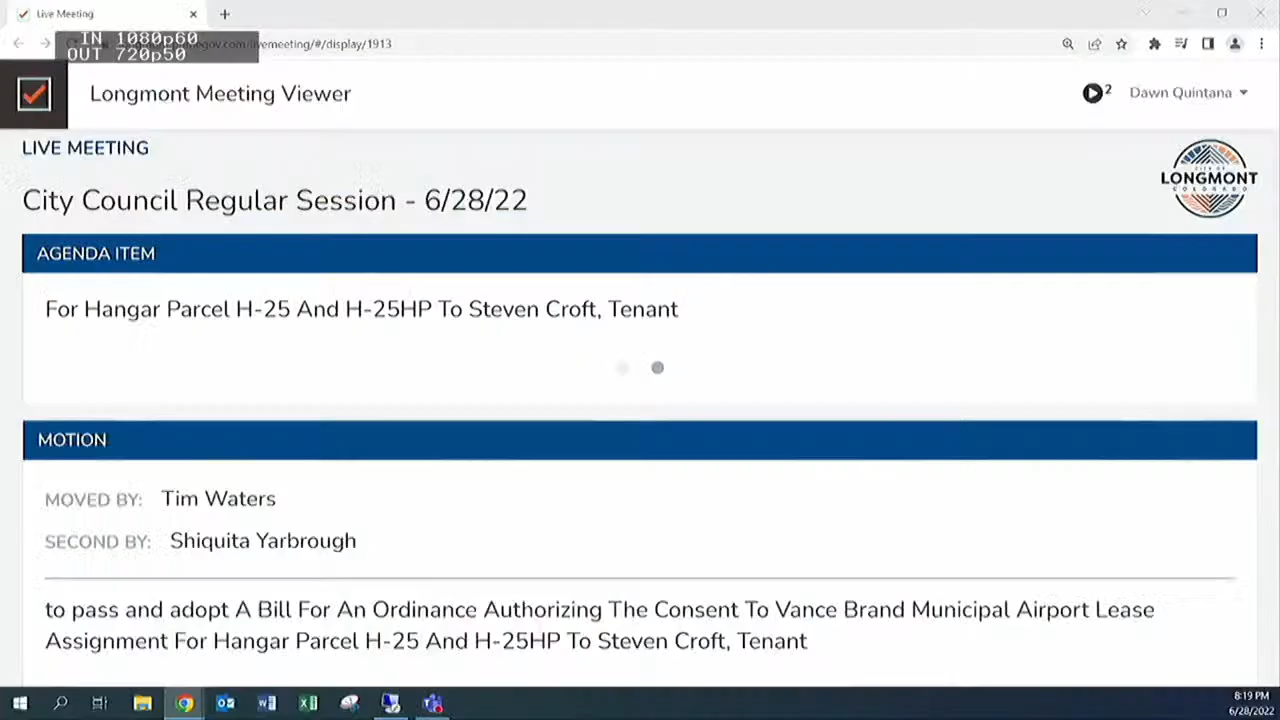 Live Meeting
IN 1080p60
OUT 720p50
/#/display/1913
Longmont Meeting Viewer
2
Dawn Quintana
LIVE MEETING
CITY OF
LONGMONT
COLORADO
City Council Regular Session - 6/28/22
AGENDA ITEM
For Hangar Parcel H-25 And H-25HP To Steven Croft, Tenant
MOTION
MOVED BY: Tim Waters
SECOND BY: Shiquita Yarbrough
to pass and adopt A Bill For An Ordinance Authorizing The Consent To Vance Brand Municipal Airport Lease
Assignment For Hangar Parcel H-25 And H-25HP To Steven Croft, Tenant
8:19 PM
6/28/2022